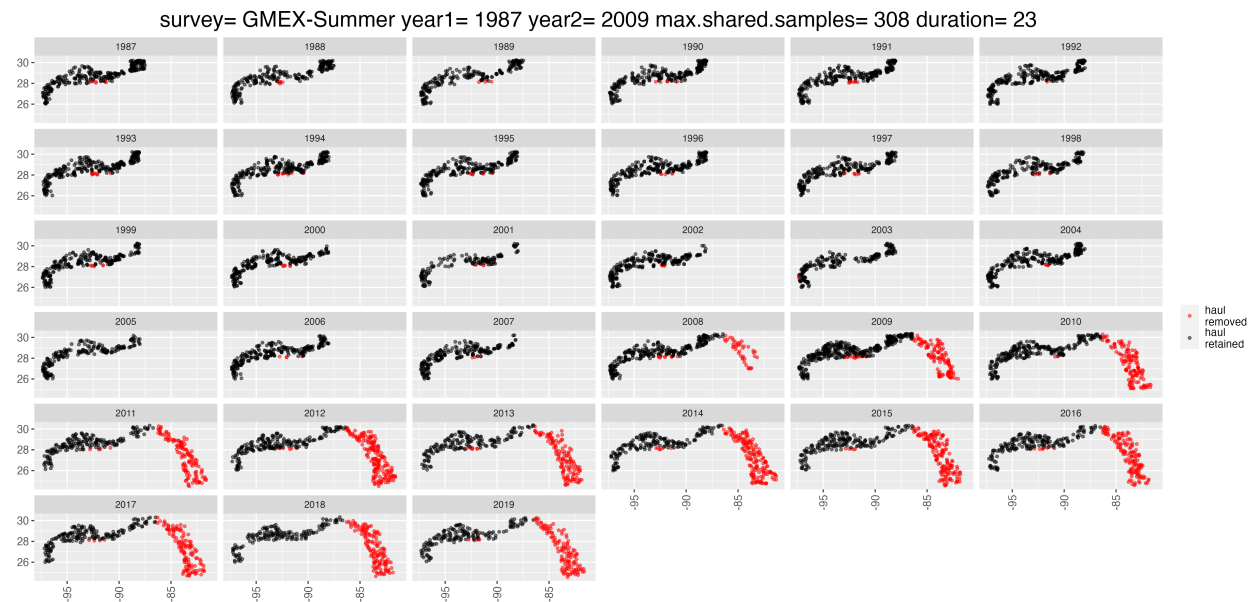 survey= GMEX-Summer year1= 1987 year2= 2009 max.shared.samples= 308 duration= 23
1987 1988 1989 1990 1991 1992
30
28
26
1993 1994 1995 1996 1997 1998
30
28
26
1999 2000 2001 2002 2003 2004
30
28
26
2005 2006 2007 2008 2009 2010
30
28
26
2011 2012 2013 2014 2015 2016
30
28
26
-95 -90 -85 -95 -90 -85 -95 -90 -85
2017 2018 2019
30
28
26
-95 -90 -85 -95 -90 -85 -95 -90 -85
haul
removed
haul
retained